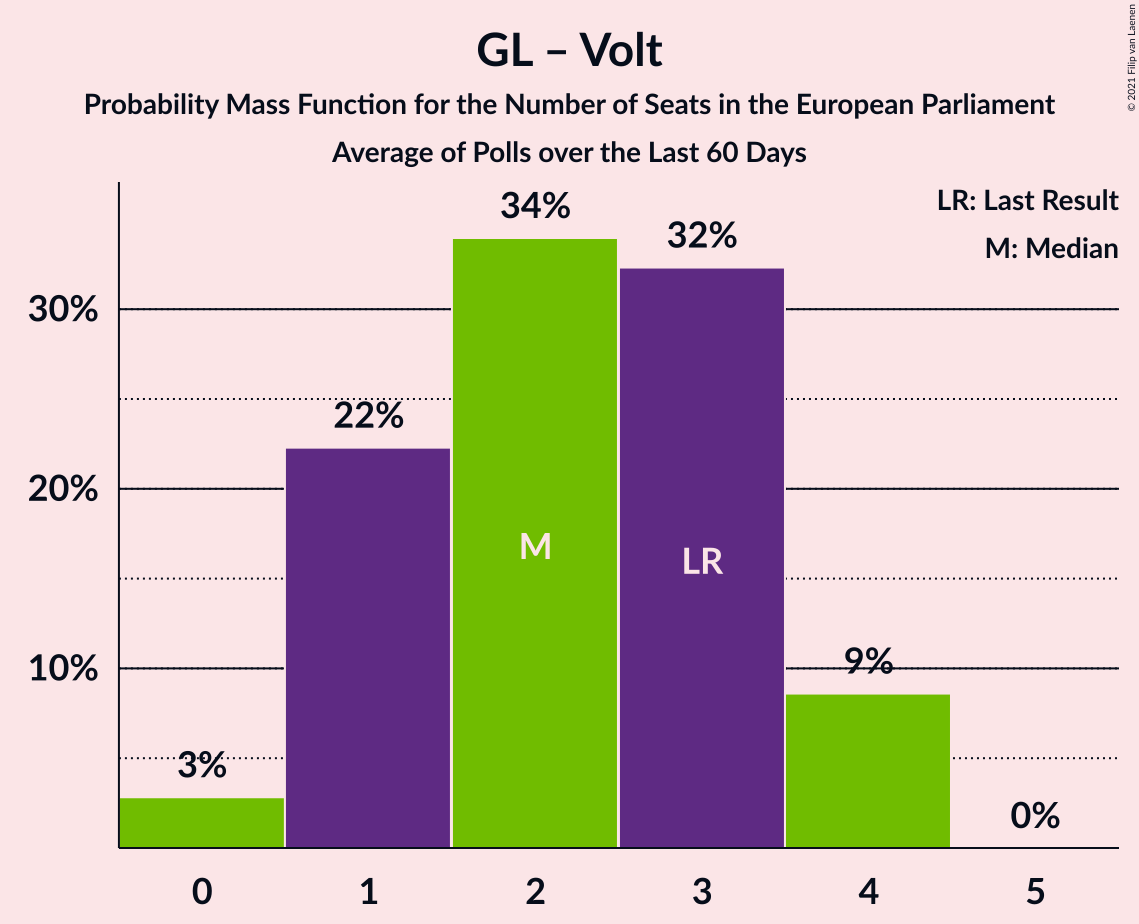 GL – Volt
Probability Mass Function for the Number of Seats in the European Parliament
Average of Polls over the Last 60 Days
© 2021 Filip van Laenen
LR: Last Result
M: Median
34%
32%
30%
22%
20%
M
LR
10%
9%
3%
0%
0 1 2 3 4 5